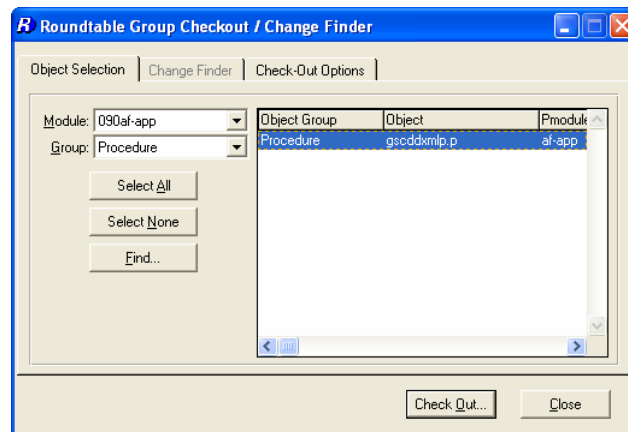 R Roundtable Group Checkout / Change Finder
Object Selection Change Finder Check-Out Options
Module: 090af-app
Group: Procedure
Select All
Select None
Find...
Object Group Object Pmodule
Procedure gscddxmlp.p af-app
Check Out... Close